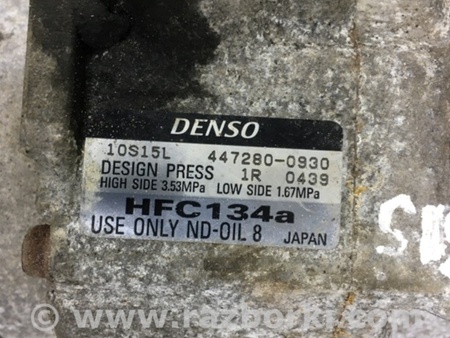 DENSO
10S15L 447280-0930
DESIGN PRESS 1R 0439
HIGH SIDE 3.53MPa LOW SIDE 1.67MPa
HFC134a
USE ONLY ND-OIL 8 JAPAN
www.razborki.com